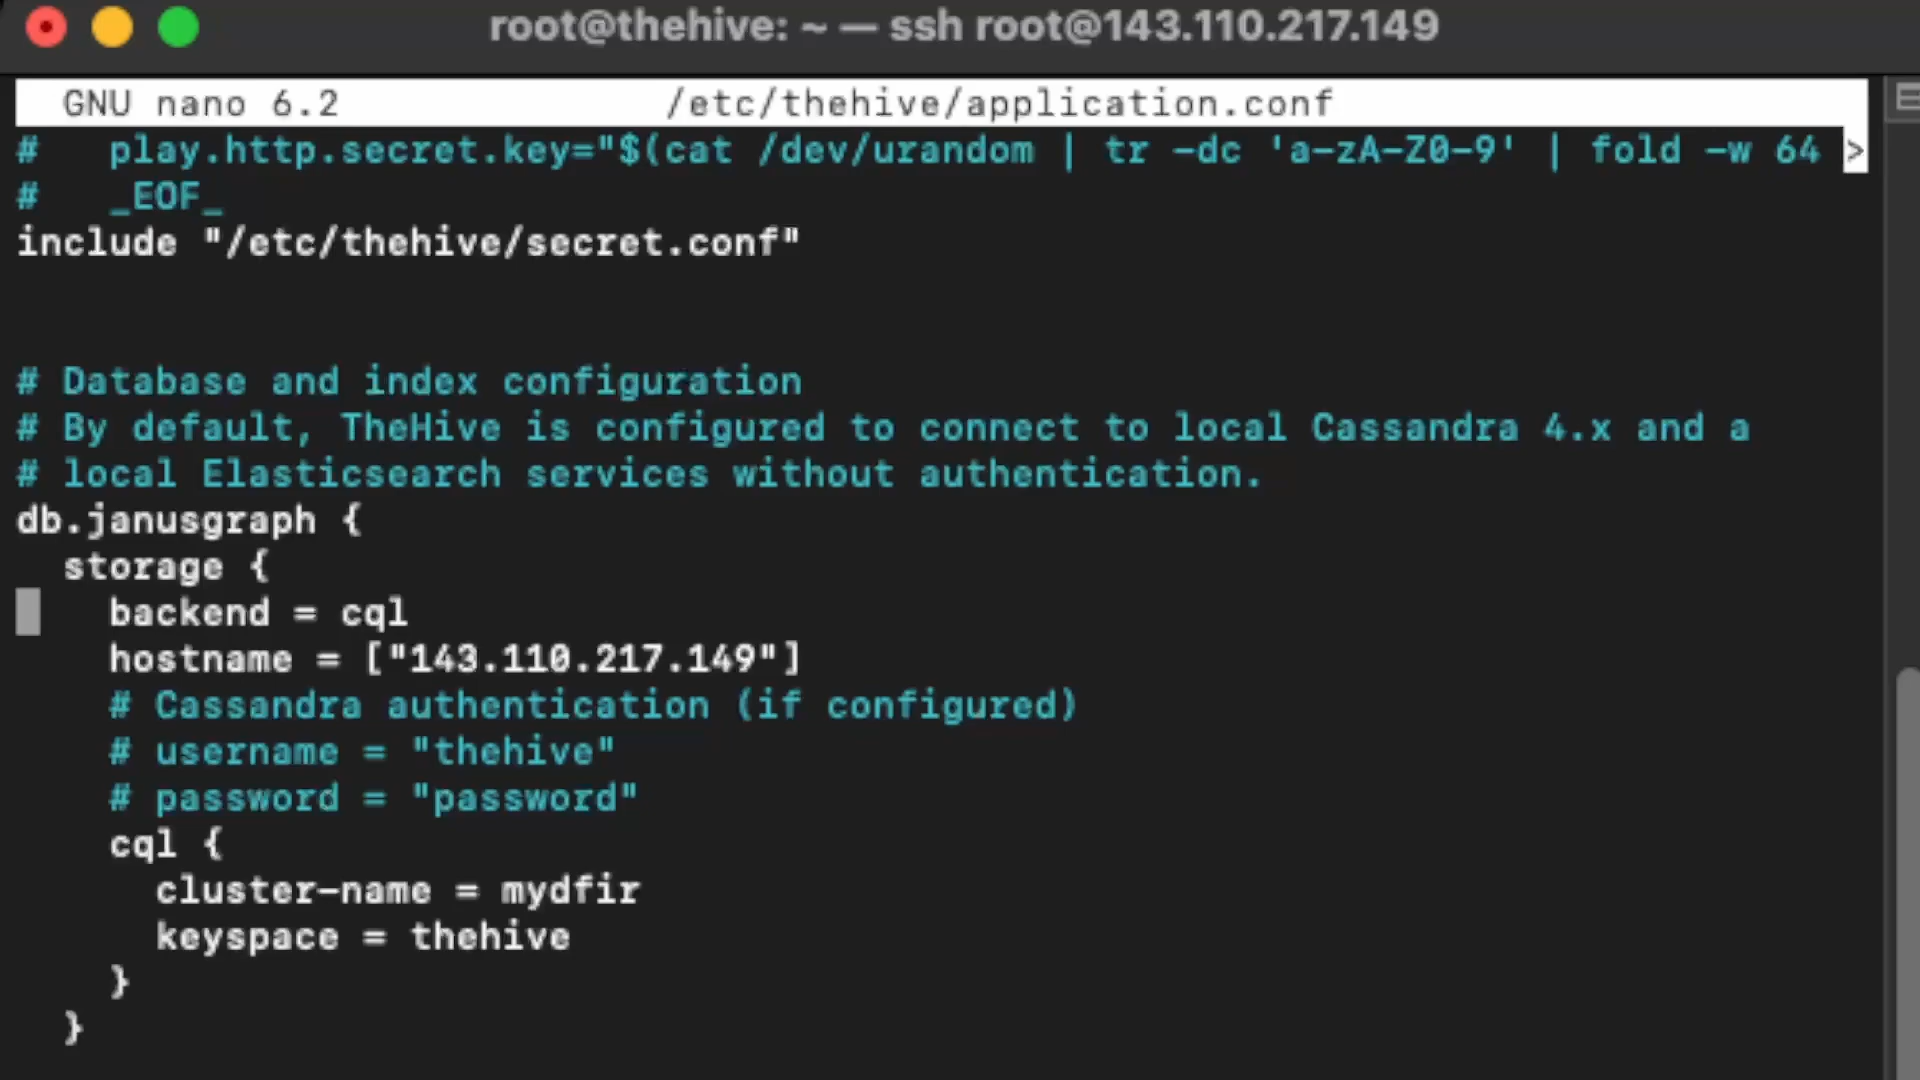 root@thehive: ~ — ssh root@143.110.217.149
GNU nano 6.2 /etc/thehive/application.conf
#   play.http.secret.key="$(cat /dev/urandom | tr -dc 'a-zA-Z0-9' | fold -w 64 >
#   _EOF_
include "/etc/thehive/secret.conf"
# Database and index configuration
# By default, TheHive is configured to connect to local Cassandra 4.x and a
# local Elasticsearch services without authentication.
db.janusgraph {
  storage {
    backend = cql
    hostname = ["143.110.217.149"]
    # Cassandra authentication (if configured)
    # username = "thehive"
    # password = "password"
    cql {
      cluster-name = mydfir
      keyspace = thehive
    }
  }